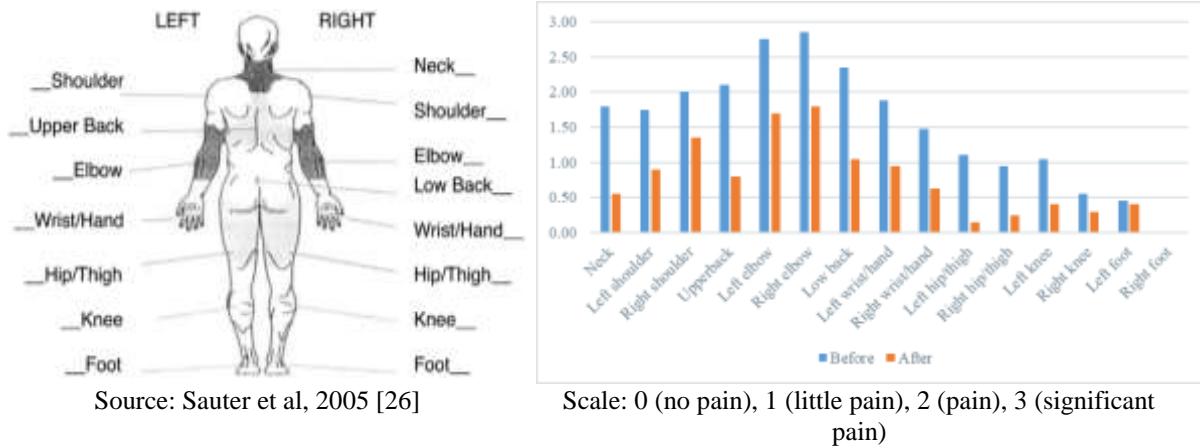 LEFT RIGHT
__Shoulder
__Upper Back
__Elbow
__Wrist/Hand
__Hip/Thigh
__Knee
__Foot
Neck__
Shoulder__
Elbow__
Low Back__
Wrist/Hand__
Hip/Thigh__
Knee__
Foot__
Source: Sauter et al, 2005 [26]
3.00
2.50
2.00
1.50
1.00
0.50
0.00
Neck
Left shoulder
Right shoulder
Upperback
Left elbow
Right elbow
Low back
Left wrist/hand
Right wrist/hand
Left hip/thigh
Right hip/thigh
Left knee
Right knee
Left foot
Right foot
Before After
Scale: 0 (no pain), 1 (little pain), 2 (pain), 3 (significant
pain)